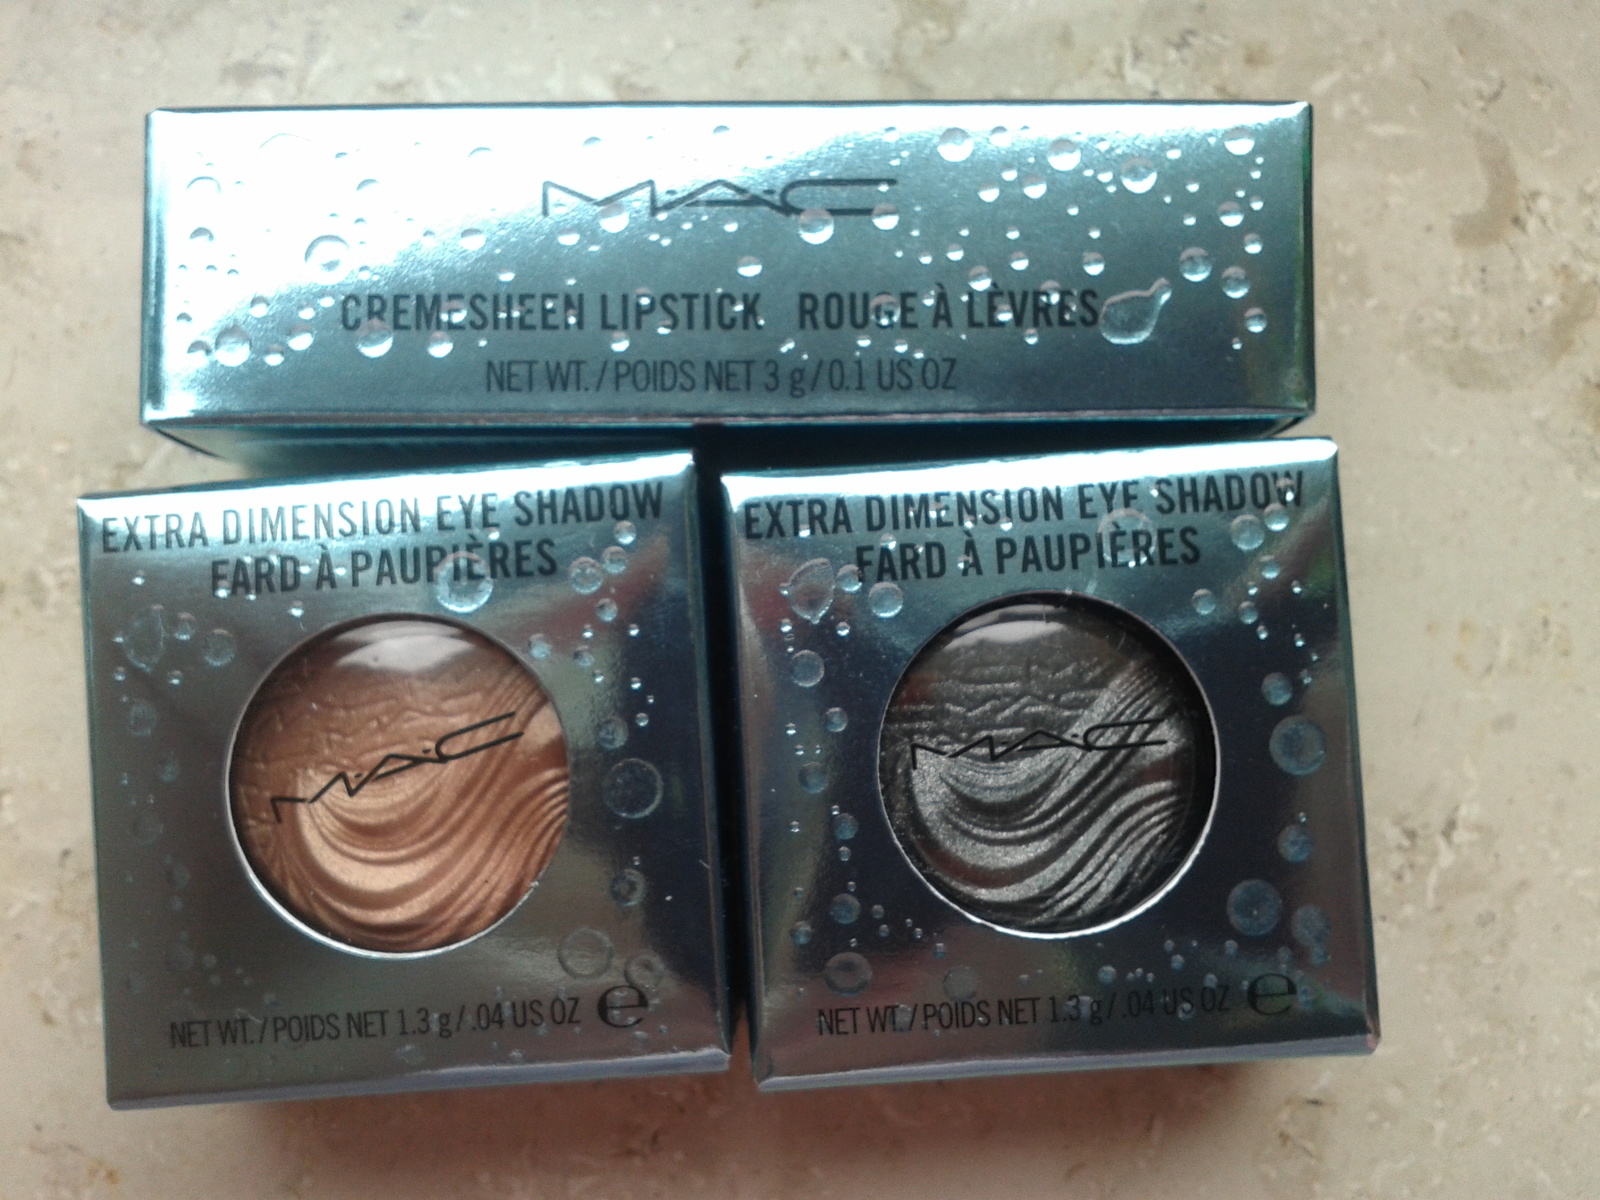 M·A·C
CREMESHEEN LIPSTICK ROUGE À LÈVRES
NET WT. / POIDS NET 3 g / 0.1 US OZ
EXTRA DIMENSION EYE SHADOW
FARD À PAUPIÈRES
M·A·C
NET WT. / POIDS NET 1.3 g / .04 US OZ e
EXTRA DIMENSION EYE SHADOW
FARD À PAUPIÈRES
M·A·C
NET WT. / POIDS NET 1.3 g / .04 US OZ e